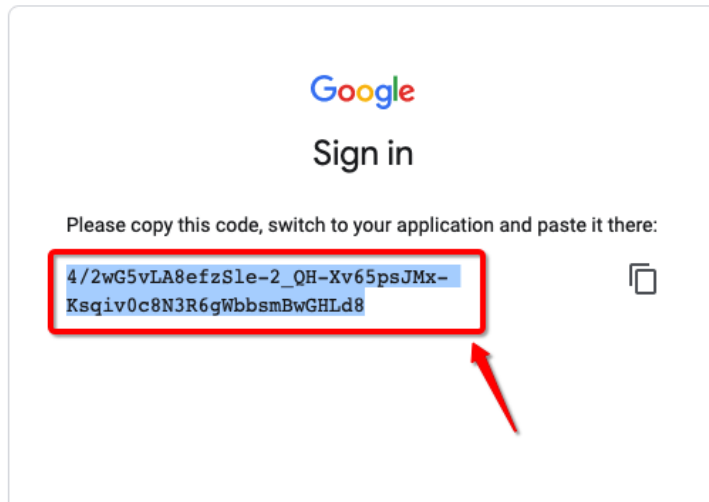 Google
Sign in
Please copy this code, switch to your application and paste it there:
4/2wG5vLA8efzSle-2_QH-Xv65psJMx-
Ksqiv0c8N3R6gWbbsmBwGHLd8